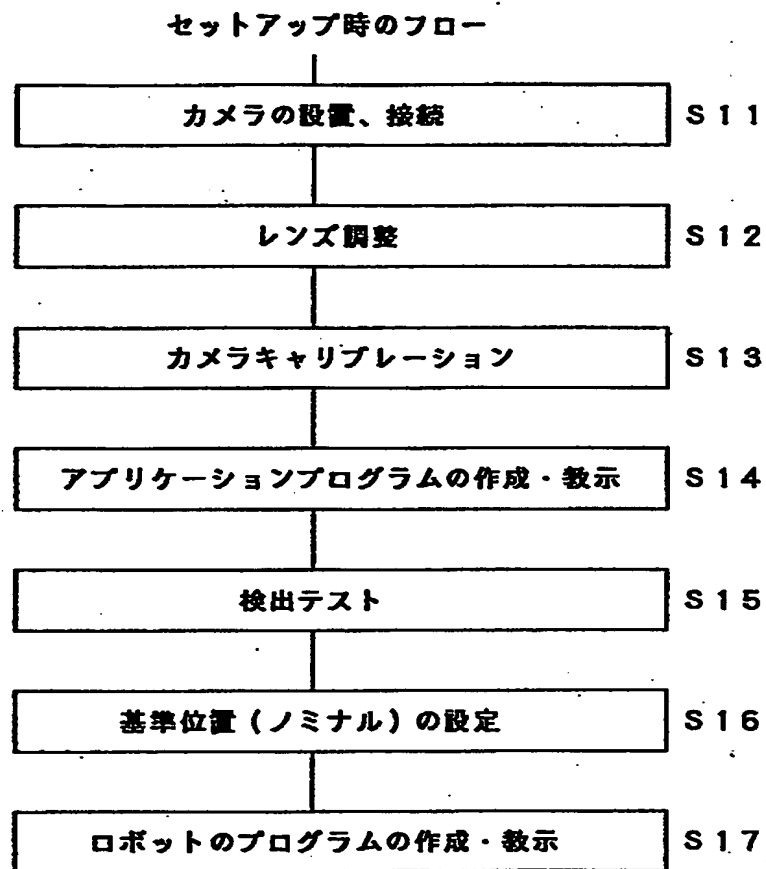 セットアップ時のフロー
カメラの設置、接続 S11
レンズ調整 S12
カメラキャリブレーション S13
アプリケーションプログラムの作成・教示 S14
検出テスト S15
基準位置(ノミナル)の設定 S16
ロボットのプログラムの作成・教示 S17